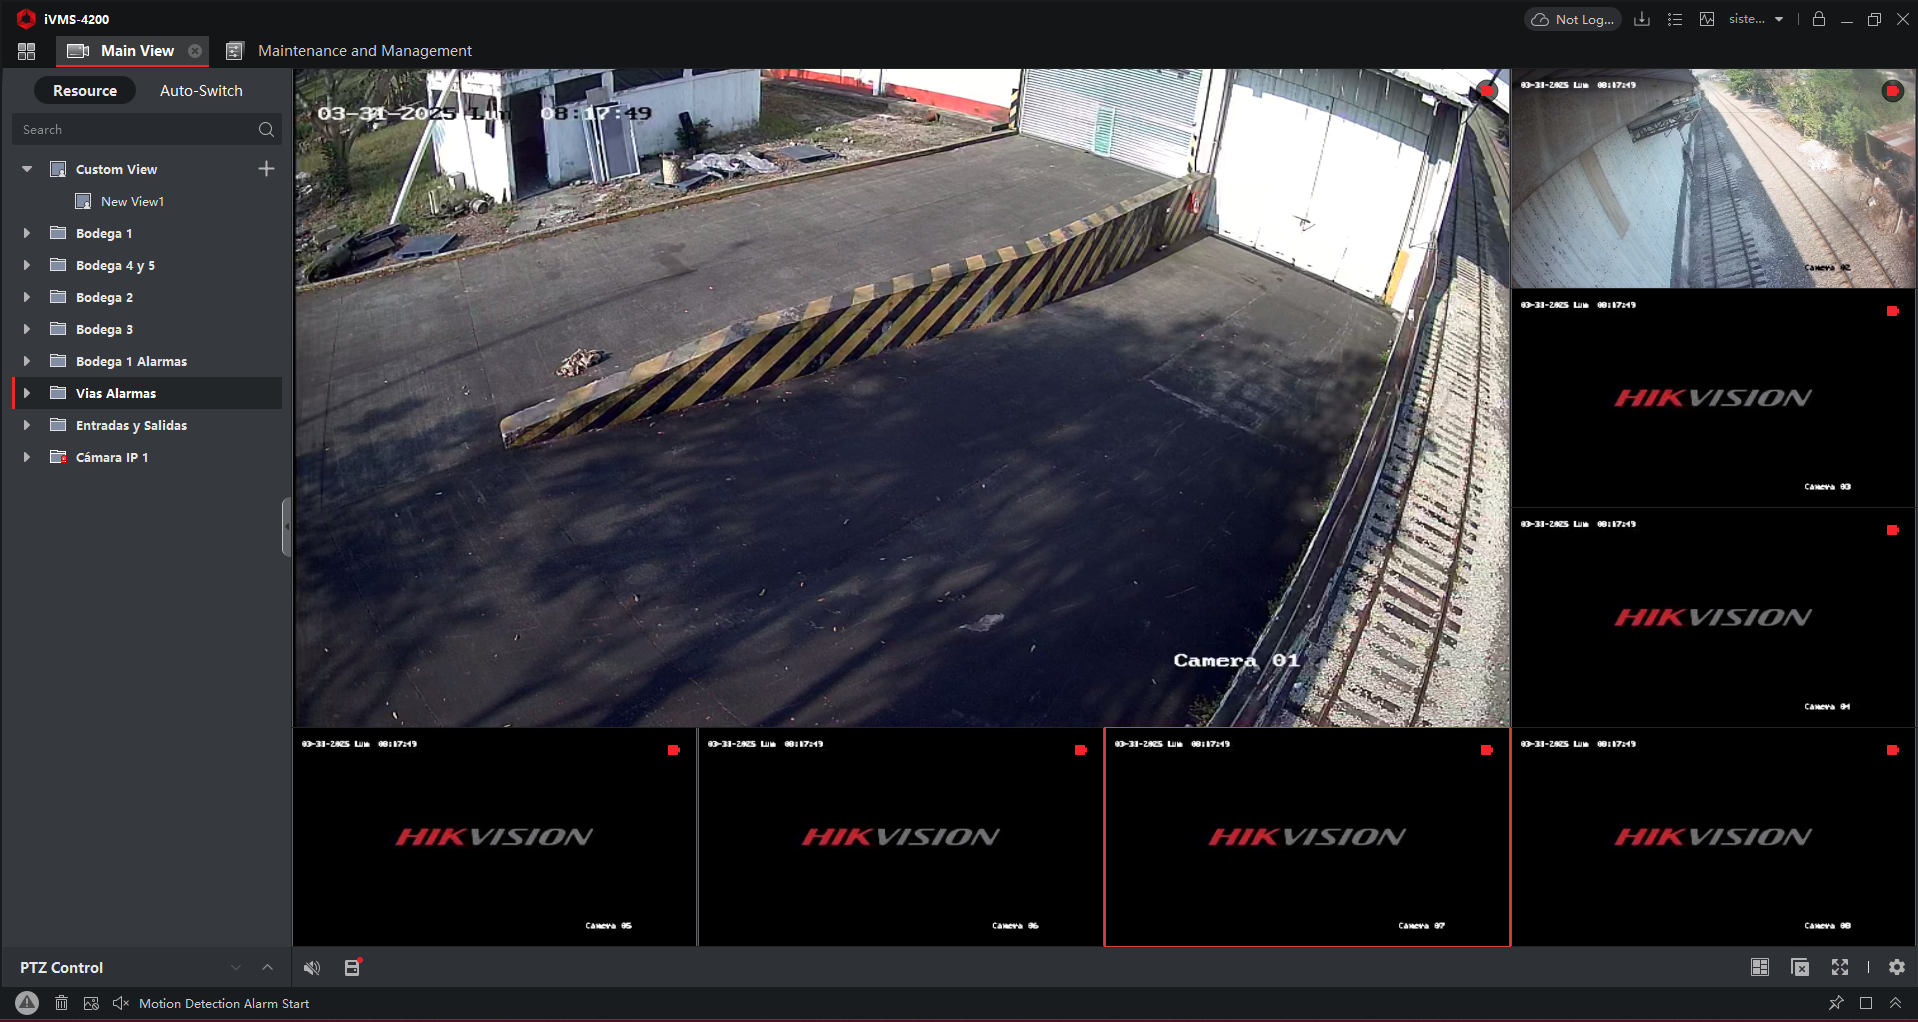 iVMS-4200
Not Log...
siste...
Main View
Maintenance and Management
Resource
Auto-Switch
Search
Custom View
New View1
Bodega 1
Bodega 4 y 5
Bodega 2
Bodega 3
Bodega 1 Alarmas
Vias Alarmas
Entradas y Salidas
Cámara IP 1
03-31-2025 Lun 08:17:49
Camera 01
03-31-2025 Lun 08:17:49
Camera 02
03-31-2025 Lun 08:17:49
HIKVISION
Camera 03
03-31-2025 Lun 08:17:49
HIKVISION
Camera 04
03-31-2025 Lun 08:17:49
HIKVISION
Camera 05
03-31-2025 Lun 08:17:49
HIKVISION
Camera 06
03-31-2025 Lun 08:17:49
HIKVISION
Camera 07
03-31-2025 Lun 08:17:49
HIKVISION
Camera 08
PTZ Control
Motion Detection Alarm Start